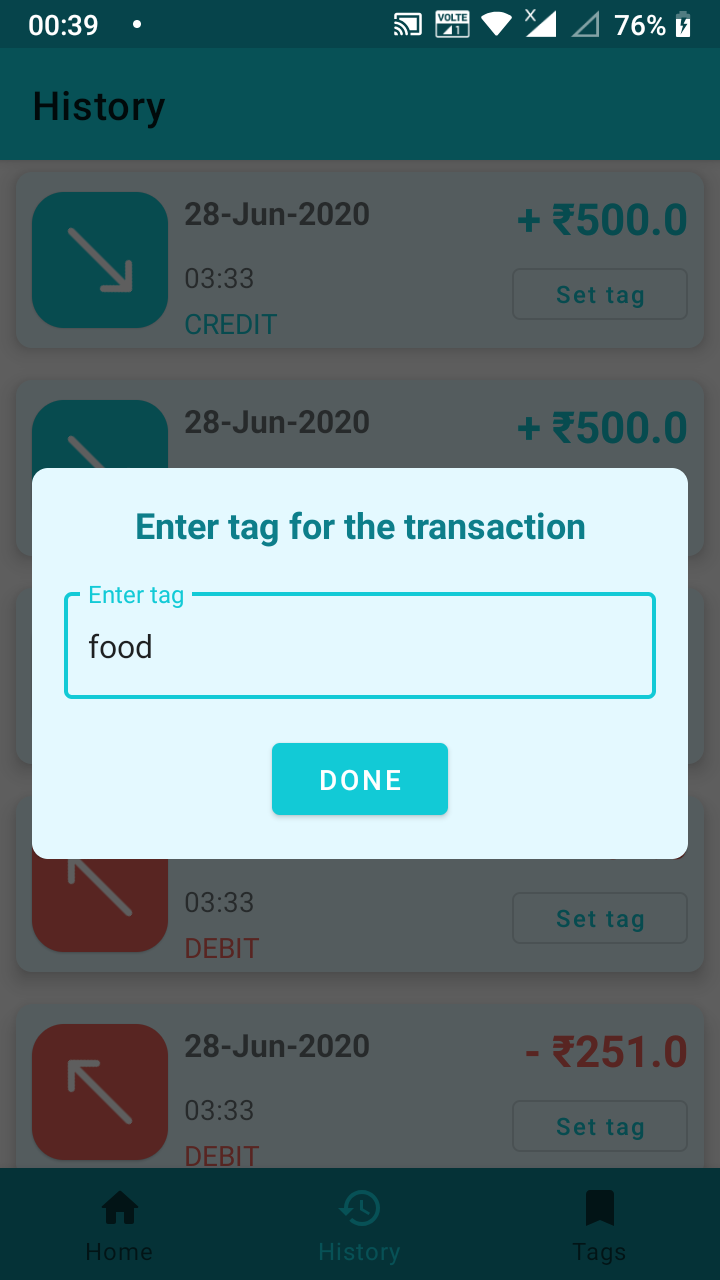 00:39
VOLTE
1
X
76%
History
28-Jun-2020
+ ₹500.0
03:33
Set tag
CREDIT
28-Jun-2020
+ ₹500.0
Enter tag for the transaction
Enter tag
food
DONE
03:33
Set tag
DEBIT
28-Jun-2020
- ₹251.0
03:33
Set tag
DEBIT
Home
History
Tags